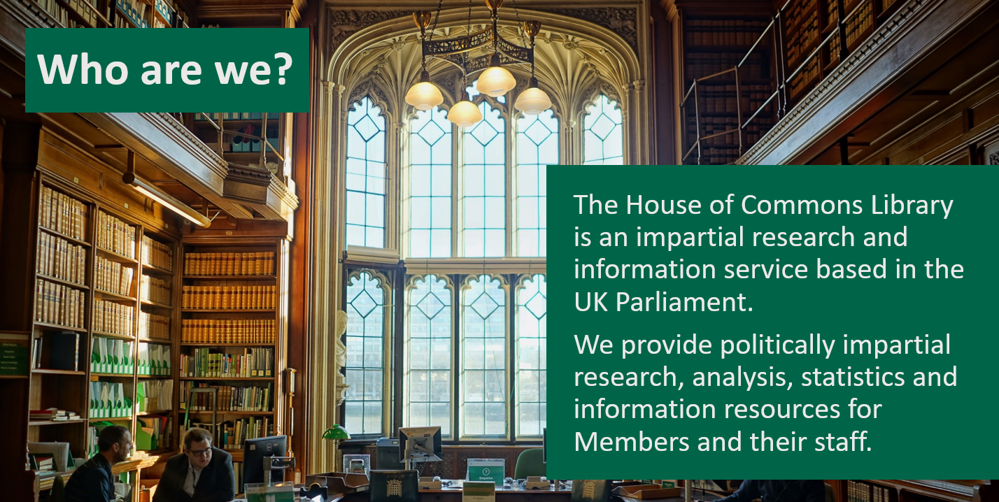 Who are we?
The House of Commons Library
is an impartial research and
information service based in the
UK Parliament.
We provide politically impartial
research, analysis, statistics and
information resources for
Members and their staff.
Enquiries